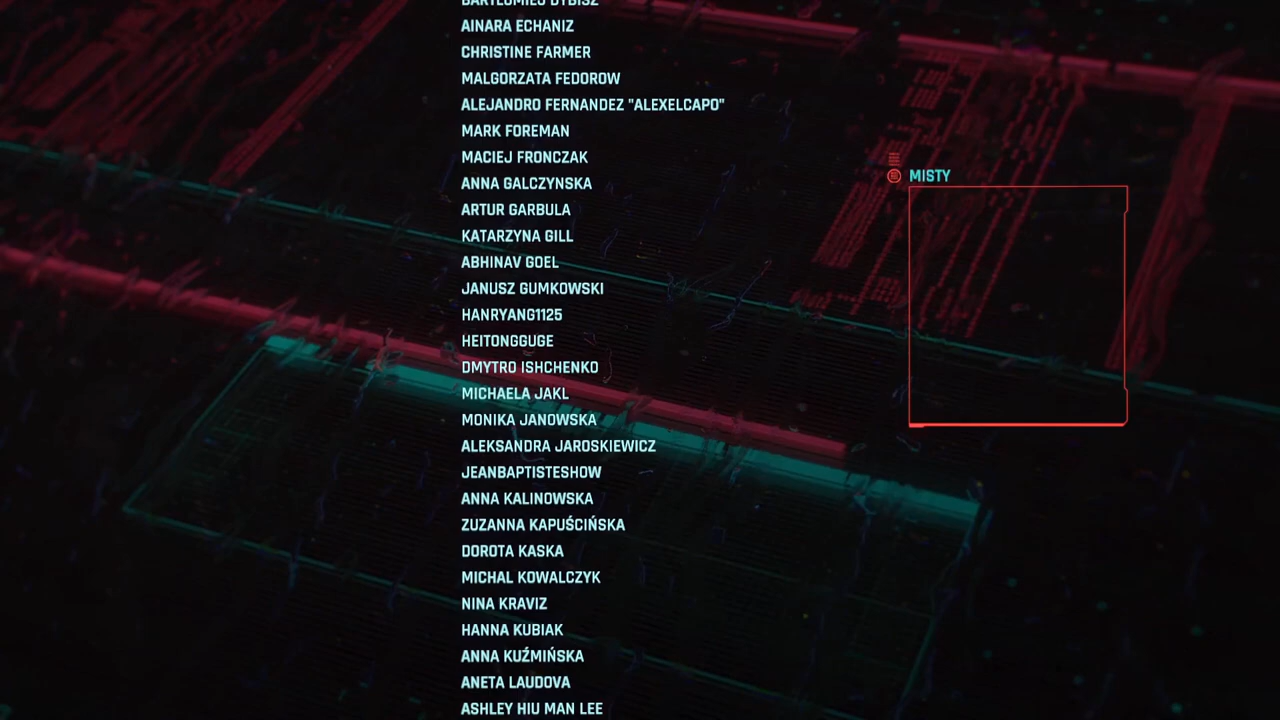 BARTŁOMIEJ DYBISZ
AINARA ECHANIZ
CHRISTINE FARMER
MALGORZATA FEDOROW
ALEJANDRO FERNANDEZ "ALEXELCAPO"
MARK FOREMAN
MACIEJ FRONCZAK
ANNA GALCZYNSKA
ARTUR GARBULA
KATARZYNA GILL
ABHINAV GOEL
JANUSZ GUMKOWSKI
HANRYANG1125
HEITONGGUGE
DMYTRO ISHCHENKO
MICHAELA JAKL
MONIKA JANOWSKA
ALEKSANDRA JAROSKIEWICZ
JEANBAPTISTESHOW
ANNA KALINOWSKA
ZUZANNA KAPUŚCIŃSKA
DOROTA KASKA
MICHAL KOWALCZYK
NINA KRAVIZ
HANNA KUBIAK
ANNA KUŹMIŃSKA
ANETA LAUDOVA
ASHLEY HIU MAN LEE
MISTY